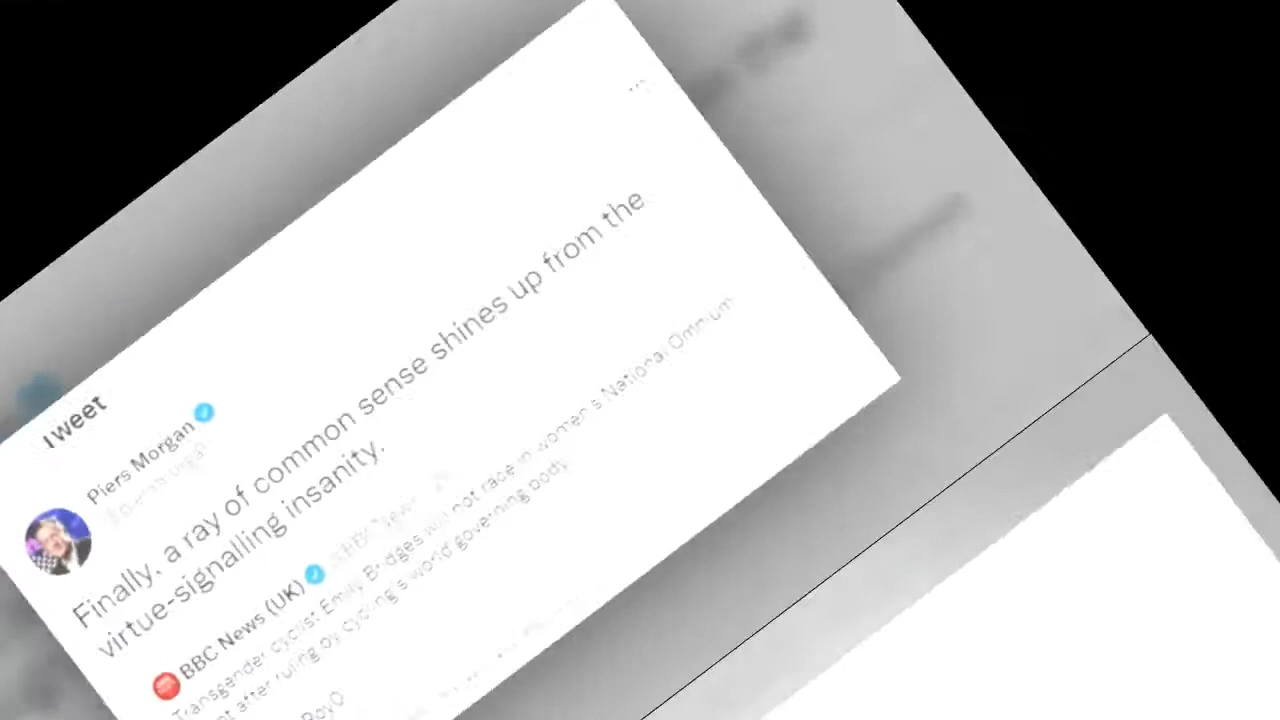 Tweet
Piers Morgan
Finally, a ray of common sense shines up from the
virtue-signalling insanity.
BBC News (UK)
Transgender cyclist Emily Bridges will not race in women's National Omnium
after ruling by cycling's world governing body